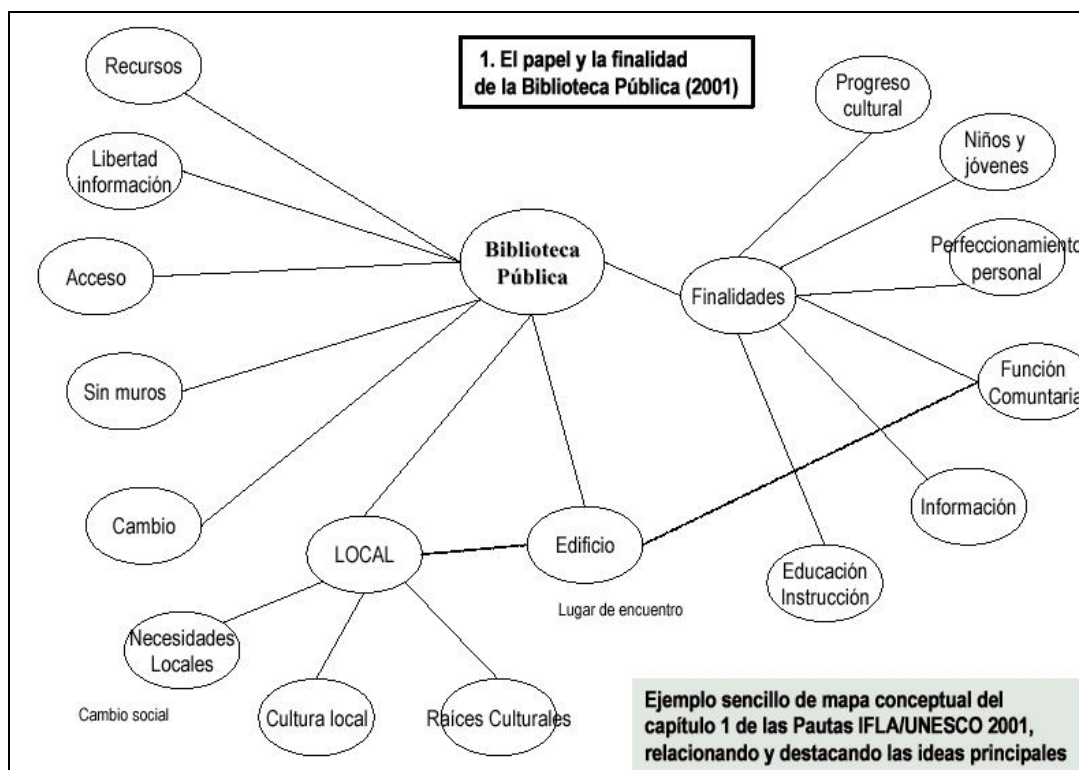 1. El papel y la finalidad
de la Biblioteca Pública (2001)
Recursos
Libertad
información
Acceso
Sin muros
Cambio
Biblioteca
Pública
Finalidades
Progreso
cultural
Niños y
jóvenes
Perfeccionamiento
personal
Función
Comuntaria
Información
Educación
Instrucción
LOCAL
Edificio
Lugar de encuentro
Necesidades
Locales
Cambio social
Cultura local
Raíces Culturales
Ejemplo sencillo de mapa conceptual del
capítulo 1 de las Pautas IFLA/UNESCO 2001,
relacionando y destacando las ideas principales